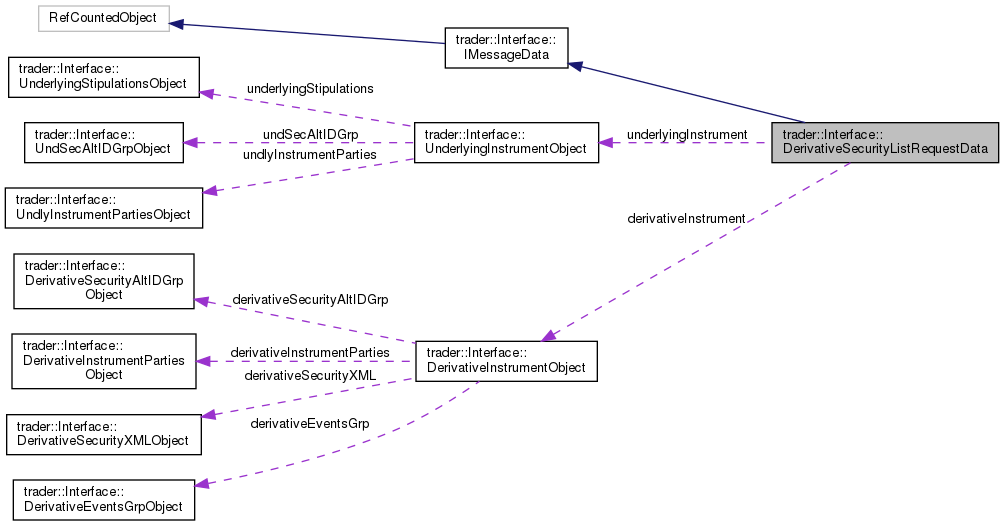 RefCountedObject
trader::Interface::
IMessageData
trader::Interface::
UnderlyingStipulationsObject
underlyingStipulations
trader::Interface::
UndSecAltIDGrpObject
undSecAltIDGrp
undlyInstrumentParties
trader::Interface::
UnderlyingInstrumentObject
underlyingInstrument
trader::Interface::
DerivativeSecurityListRequestData
trader::Interface::
UndlyInstrumentPartiesObject
derivativeInstrument
trader::Interface::
DerivativeSecurityAltIDGrp
Object
derivativeSecurityAltIDGrp
trader::Interface::
DerivativeInstrumentParties
Object
derivativeInstrumentParties
derivativeSecurityXML
trader::Interface::
DerivativeInstrumentObject
trader::Interface::
DerivativeSecurityXMLObject
derivativeEventsGrp
trader::Interface::
DerivativeEventsGrpObject